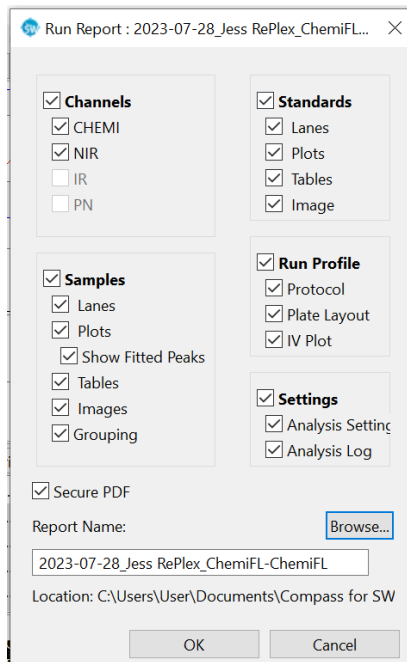 SW Run Report : 2023-07-28_Jess RePlex_ChemiFL...
Channels
CHEMI
NIR
IR
PN
Standards
Lanes
Plots
Tables
Image
Samples
Lanes
Plots
Show Fitted Peaks
Tables
Images
Grouping
Run Profile
Protocol
Plate Layout
IV Plot
Settings
Analysis Setting
Analysis Log
Secure PDF
Report Name:
Browse...
2023-07-28_Jess RePlex_ChemiFL-ChemiFL
Location: C:\Users\User\Documents\Compass for SW
OK
Cancel